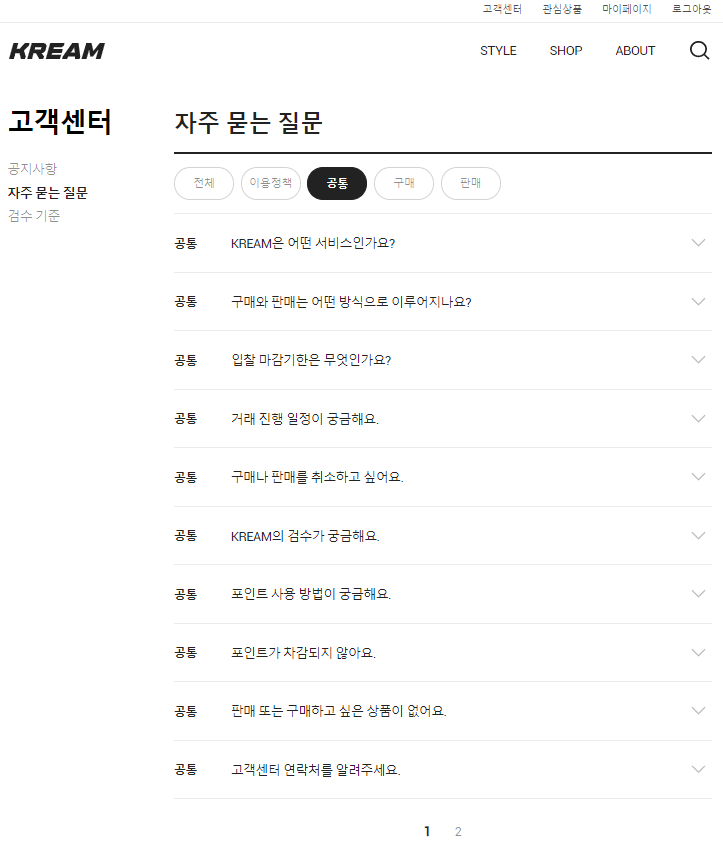 고객센터 관심상품 마이페이지 로그아웃
KREAM
STYLE SHOP ABOUT
고객센터
공지사항
자주 묻는 질문
검수 기준
자주 묻는 질문
전체 이용정책 공통 구매 판매
공통 KREAM은 어떤 서비스인가요?
공통 구매와 판매는 어떤 방식으로 이루어지나요?
공통 입찰 마감기한은 무엇인가요?
공통 거래 진행 일정이 궁금해요.
공통 구매나 판매를 취소하고 싶어요.
공통 KREAM의 검수가 궁금해요.
공통 포인트 사용 방법이 궁금해요.
공통 포인트가 차감되지 않아요.
공통 판매 또는 구매하고 싶은 상품이 없어요.
공통 고객센터 연락처를 알려주세요.
1 2